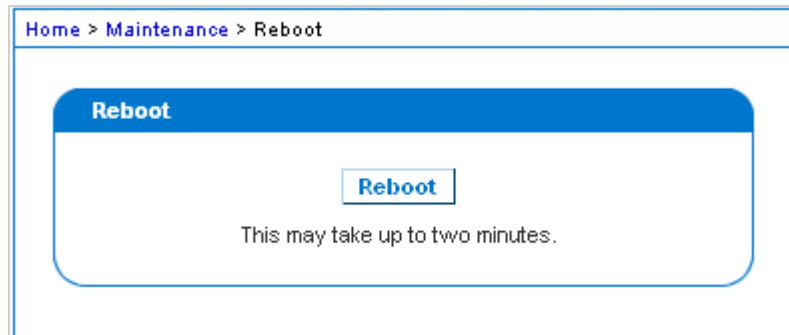 Home > Maintenance > Reboot
Reboot
Reboot
This may take up to two minutes.